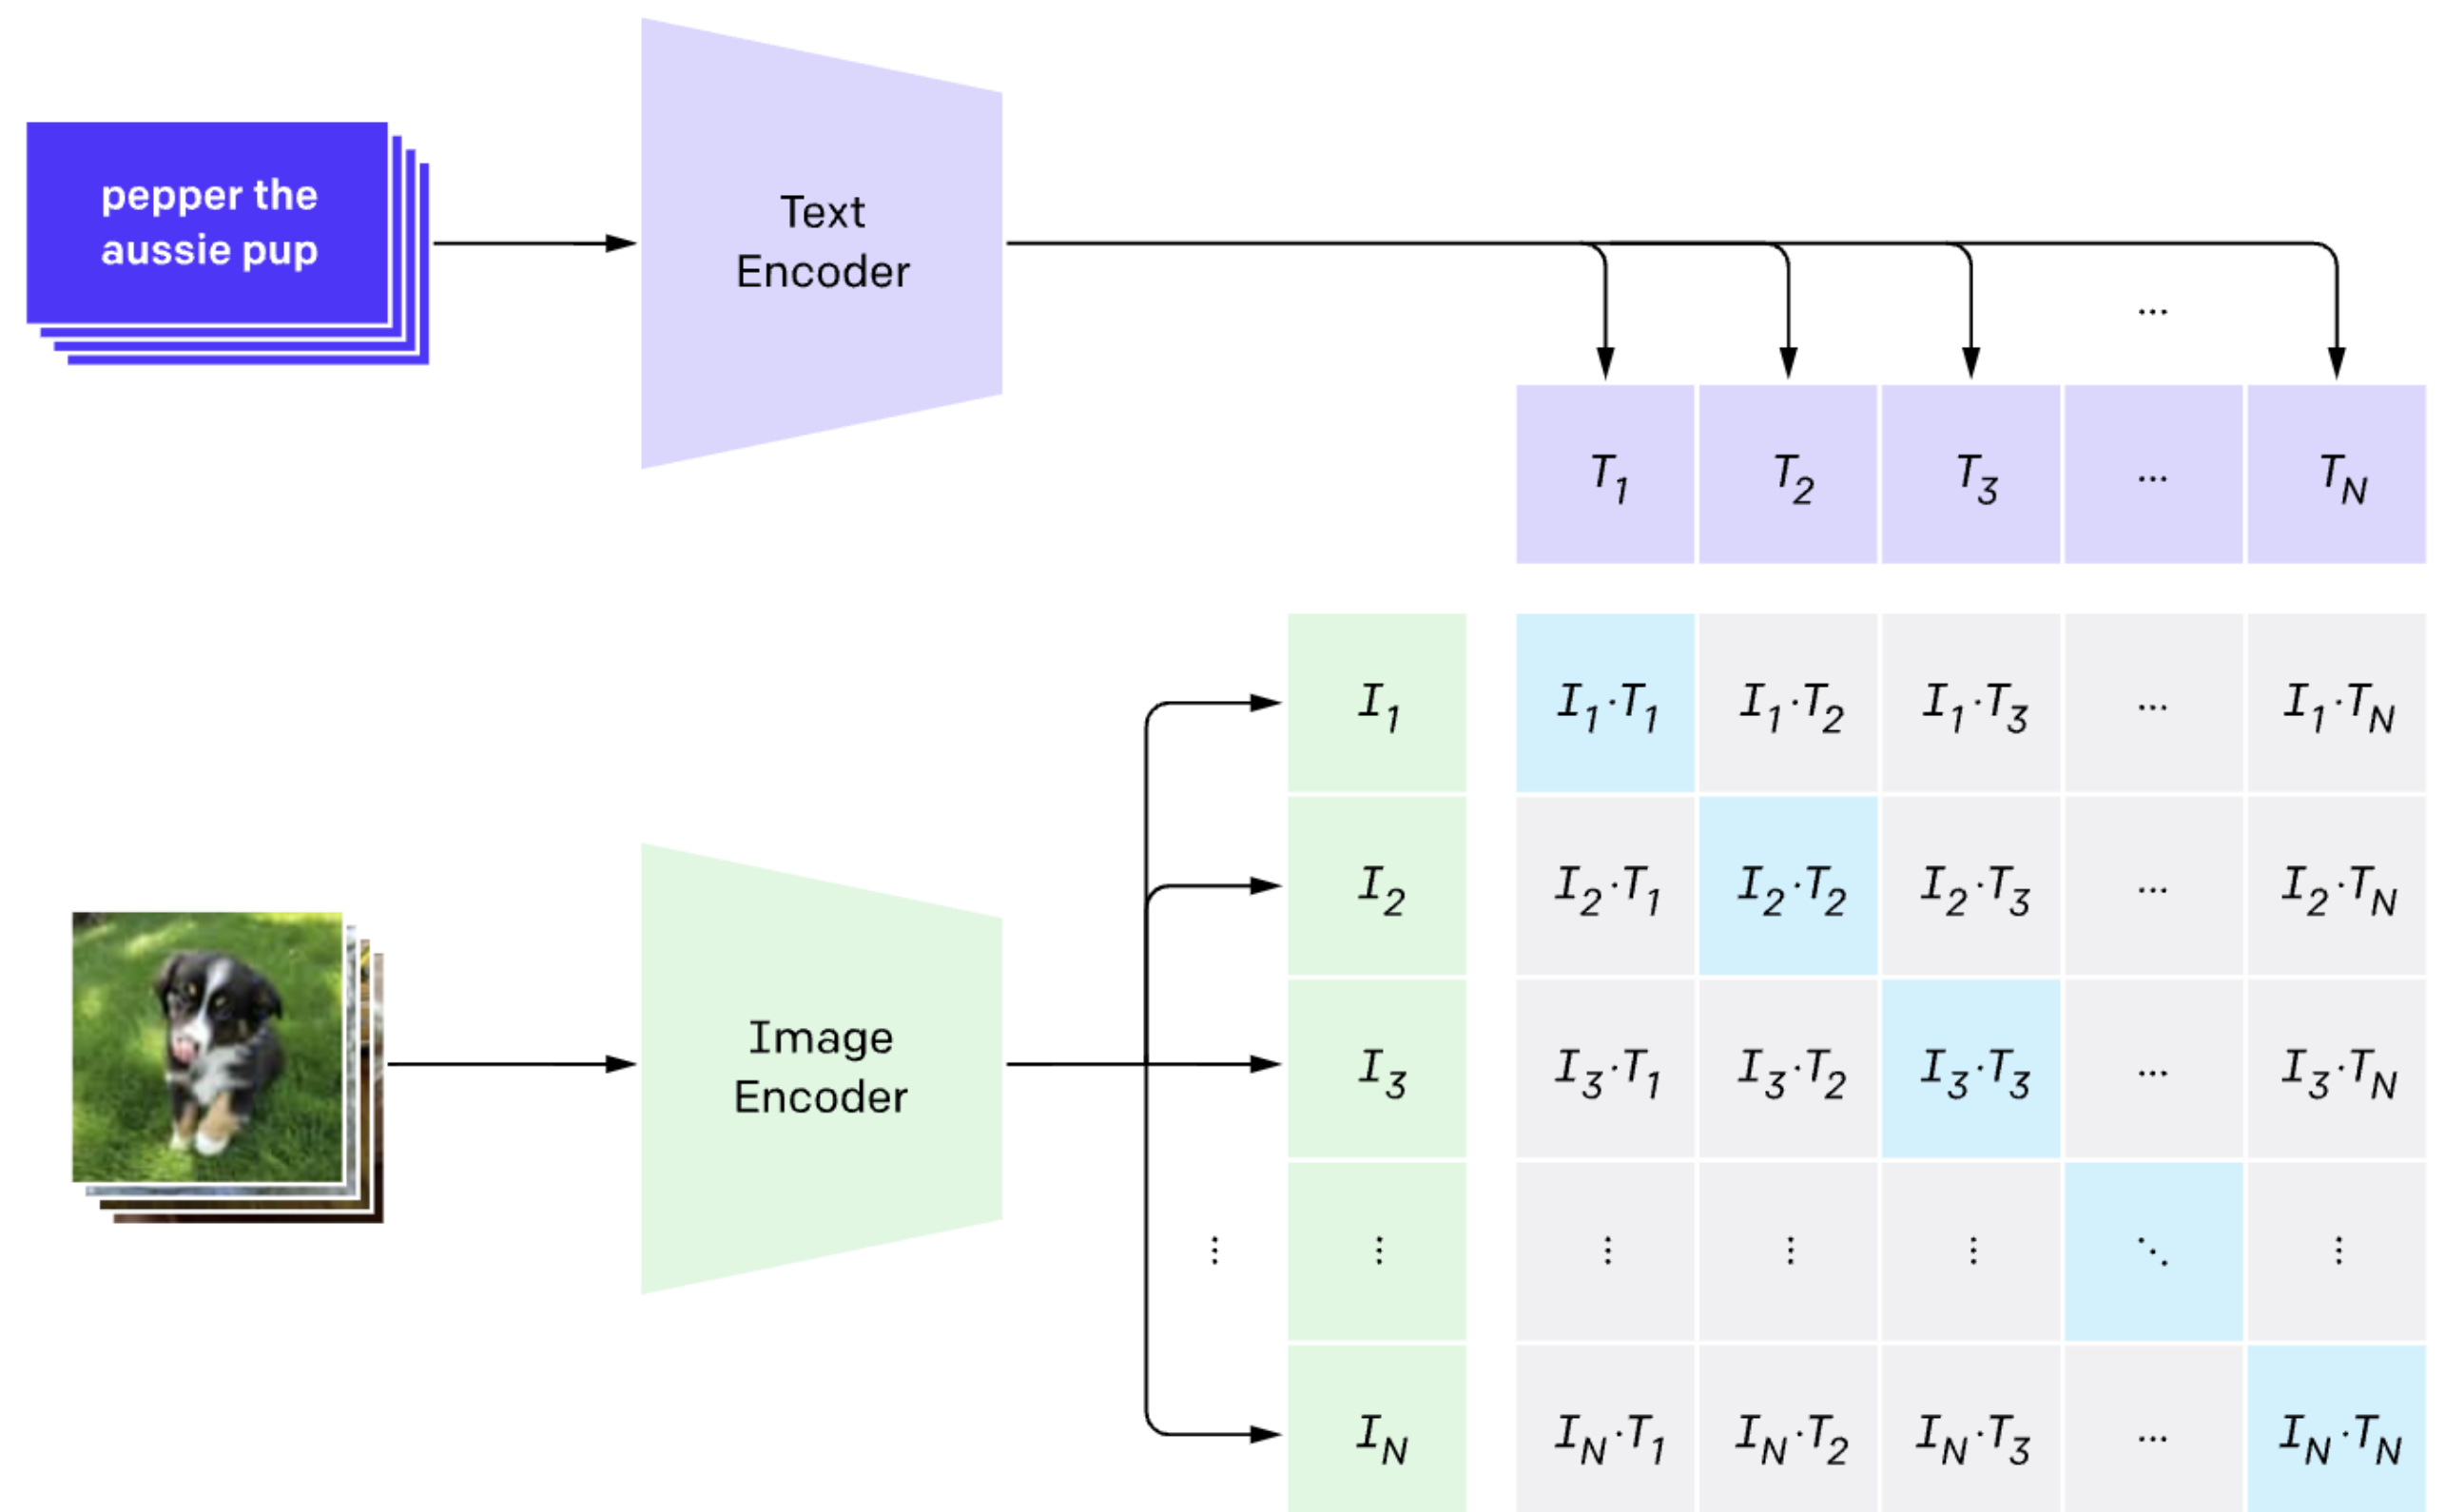 pepper the
aussie pup
Text
Encoder
...
T1 T2 T3 ... TN
I1 I1·T1 I1·T2 I1·T3 ... I1·TN
I2 I2·T1 I2·T2 I2·T3 ... I2·TN
Image
Encoder
I3 I3·T1 I3·T2 I3·T3 ... I3·TN
⋮ ⋮ ⋮ ⋮ ⋮ ⋱ ⋮
IN IN·T1 IN·T2 IN·T3 ... IN·TN